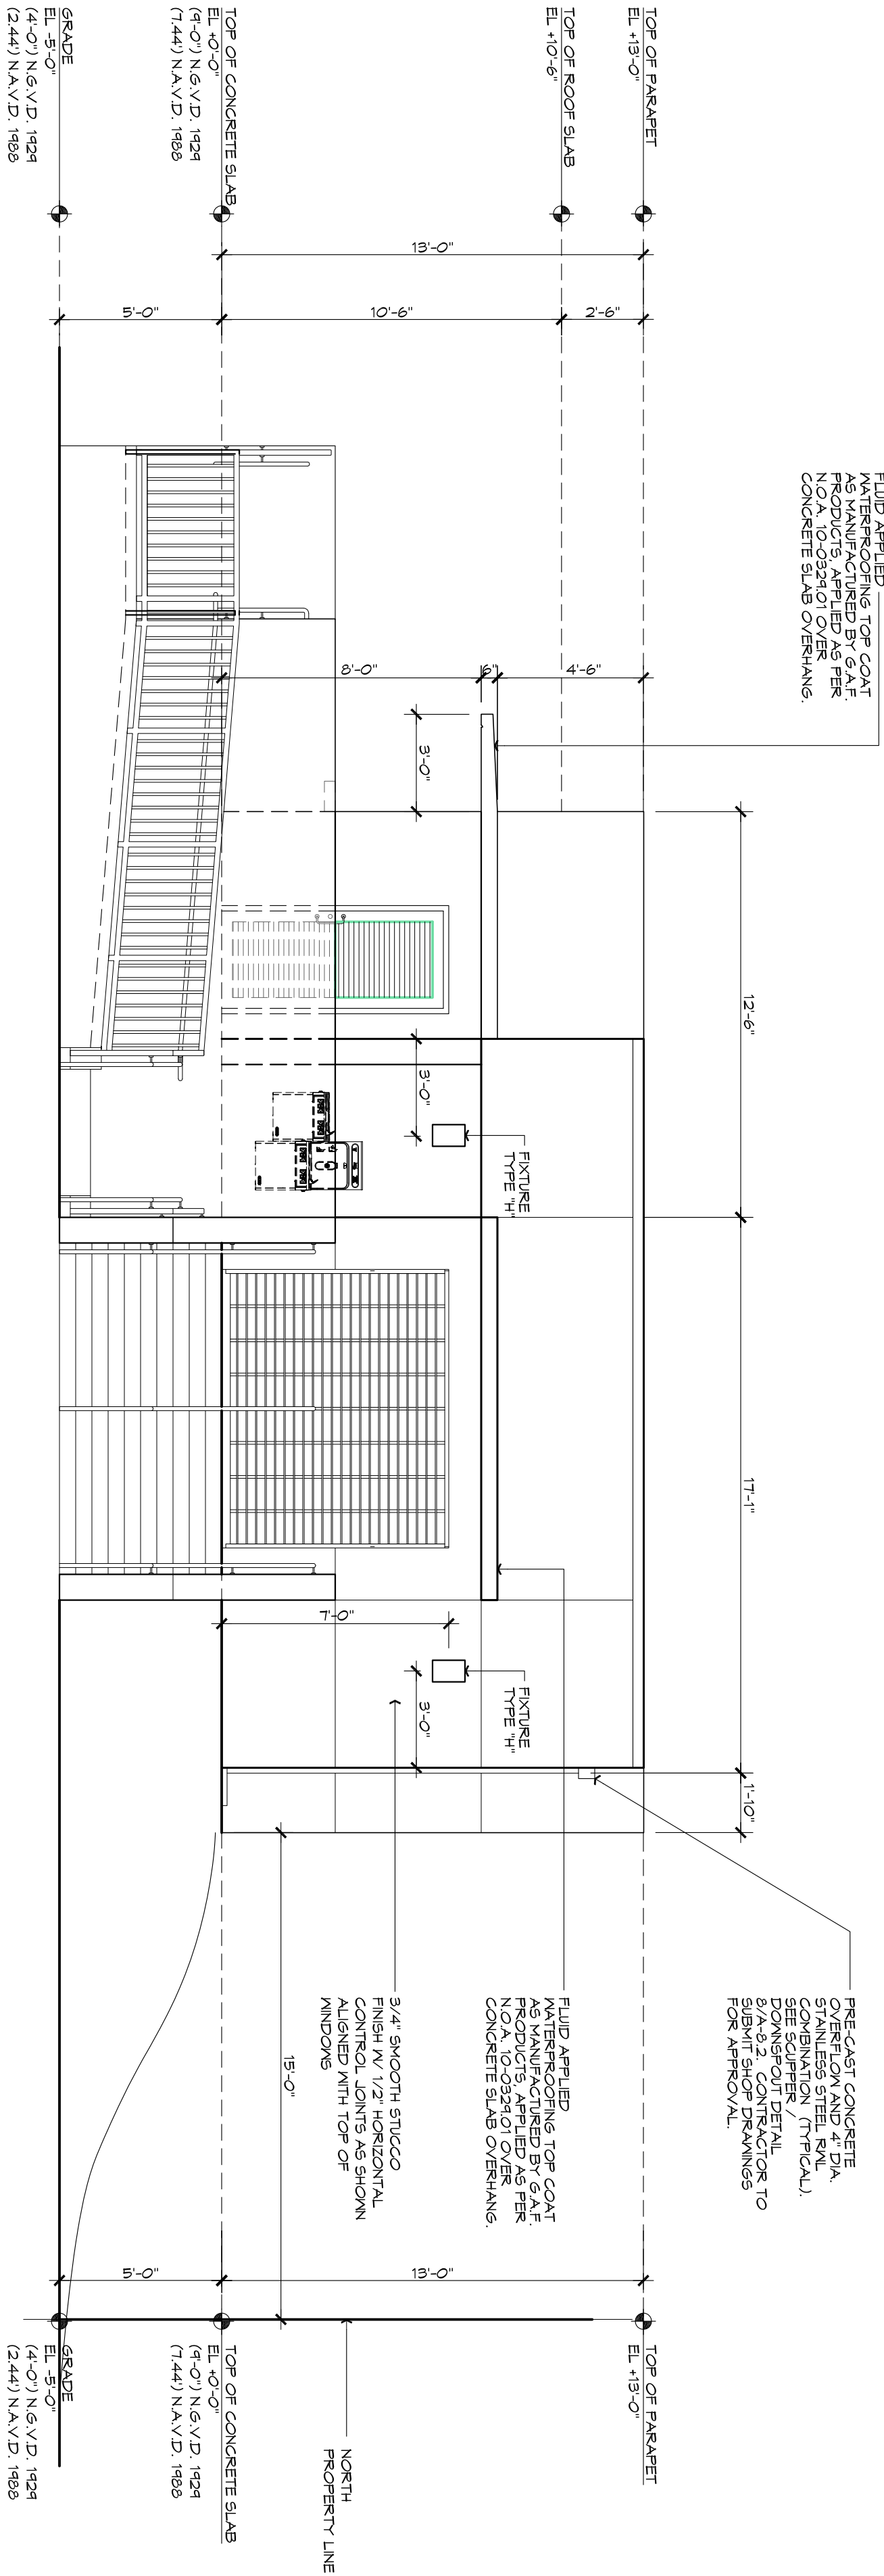 TOP OF PARAPET
EL +13'-0"
TOP OF ROOF SLAB
EL +10'-6"
TOP OF CONCRETE SLAB
EL +0'-0"
(9'-0") N.G.V.D. 1929
(7.44') N.A.V.D. 1988
GRADE
EL -5'-0"
(4'-0") N.G.V.D. 1929
(2.44') N.A.V.D. 1988
13'-0"
2'-6"
10'-6"
5'-0"
FLUID APPLIED
WATERPROOFING TOP COAT
AS MANUFACTURED BY G.A.F.
PRODUCTS, APPLIED AS PER
N.O.A. 10-0329.01 OVER
CONCRETE SLAB OVERHANG.
4'-6"
6"
8'-0"
3'-0"
12'-6"
3'-0"
FIXTURE
TYPE "H"
17'-1"
7'-0"
FIXTURE
TYPE "H"
3'-0"
1'-10"
PRE-CAST CONCRETE
OVERFLOW AND 4" DIA.
STAINLESS STEEL RWL
COMBINATION (TYPICAL).
SEE SCUPPER /
DOWNSPOUT DETAIL
8/A-8.2. CONTRACTOR TO
SUBMIT SHOP DRAWINGS
FOR APPROVAL.
FLUID APPLIED
WATERPROOFING TOP COAT
AS MANUFACTURED BY G.A.F.
PRODUCTS, APPLIED AS PER
N.O.A. 10-0329.01 OVER
CONCRETE SLAB OVERHANG.
3/4" SMOOTH STUCCO
FINISH W/ 1/2" HORIZONTAL
CONTROL JOINTS AS SHOWN
ALIGNED WITH TOP OF
WINDOWS
15'-0"
13'-0"
5'-0"
TOP OF PARAPET
EL +13'-0"
NORTH
PROPERTY LINE
TOP OF CONCRETE SLAB
EL +0'-0"
(9'-0") N.G.V.D. 1929
(7.44') N.A.V.D. 1988
GRADE
EL -5'-0"
(4'-0") N.G.V.D. 1929
(2.44') N.A.V.D. 1988